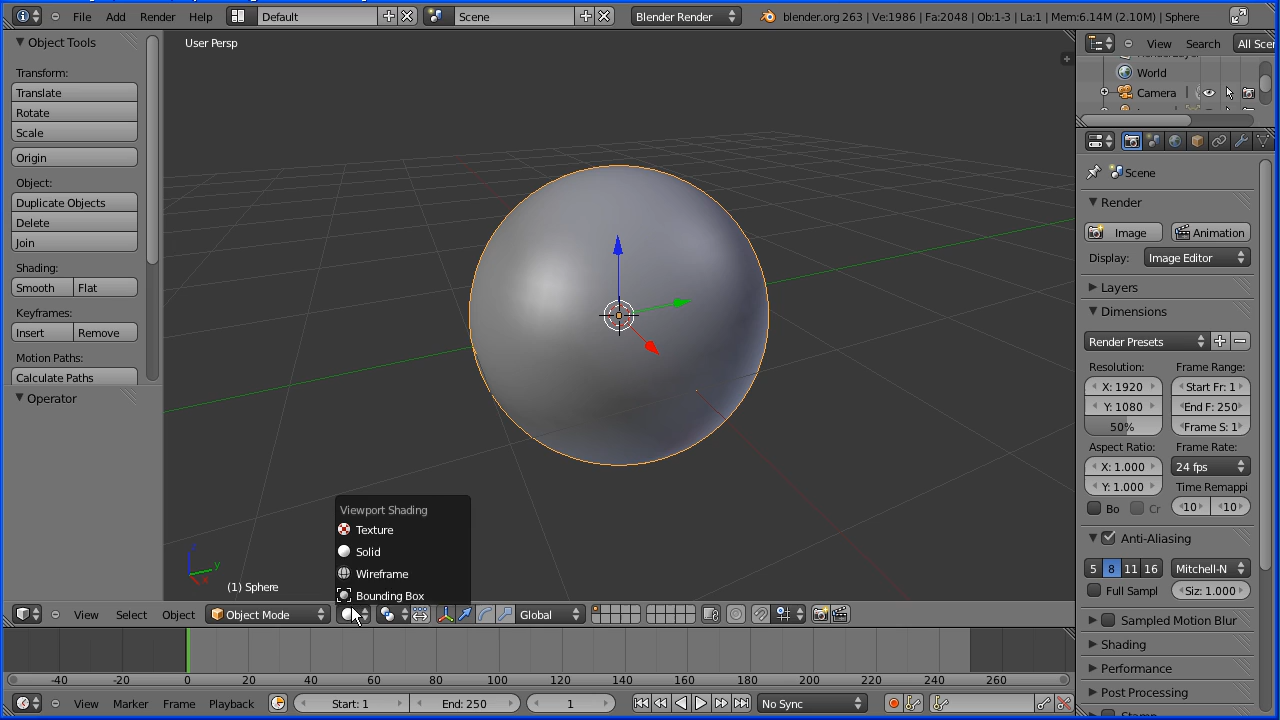 File Add Render Help Default Scene Blender Render blender.org 263 | Ve:1986 | Fa:2048 | Ob:1-3 | La:1 | Mem:6.14M (2.10M) | Sphere
Object Tools
Transform:
Translate
Rotate
Scale
Origin
Object:
Duplicate Objects
Delete
Join
Shading:
Smooth Flat
Keyframes:
Insert Remove
Motion Paths:
Calculate Paths
Operator
User Persp
z
y
x
(1) Sphere
Viewport Shading
Texture
Solid
Wireframe
Bounding Box
View Select Object Object Mode Global
-40 -20 0 20 40 60 80 100 120 140 160 180 200 220 240 260
View Marker Frame Playback Start: 1 End: 250 1 No Sync
View Search All Scen
RenderLayer
World
Camera
Scene
Render
Image Animation
Display: Image Editor
Layers
Dimensions
Render Presets
Resolution: Frame Range:
X: 1920 Start Fr: 1
Y: 1080 End F: 250
50% Frame S: 1
Aspect Ratio: Frame Rate:
X: 1.000 24 fps
Y: 1.000 Time Remappi
Bo Cr 10 10
Anti-Aliasing
5 8 11 16 Mitchell-N
Full Sampl Siz: 1.000
Sampled Motion Blur
Shading
Performance
Post Processing
Stamp